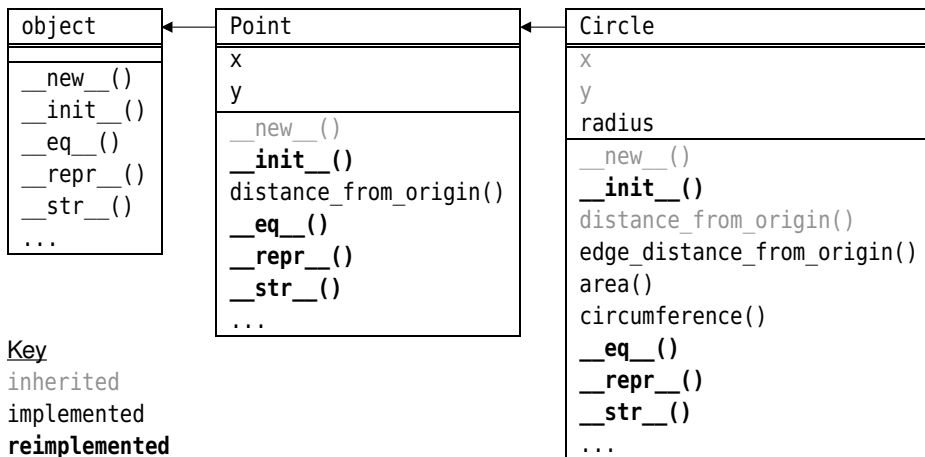 object
__new__()
__init__()
__eq__()
__repr__()
__str__()
...
Point
x
y
__new__()
__init__()
distance_from_origin()
__eq__()
__repr__()
__str__()
...
Circle
x
y
radius
__new__()
__init__()
distance_from_origin()
edge_distance_from_origin()
area()
circumference()
__eq__()
__repr__()
__str__()
...
Key
inherited
implemented
reimplemented